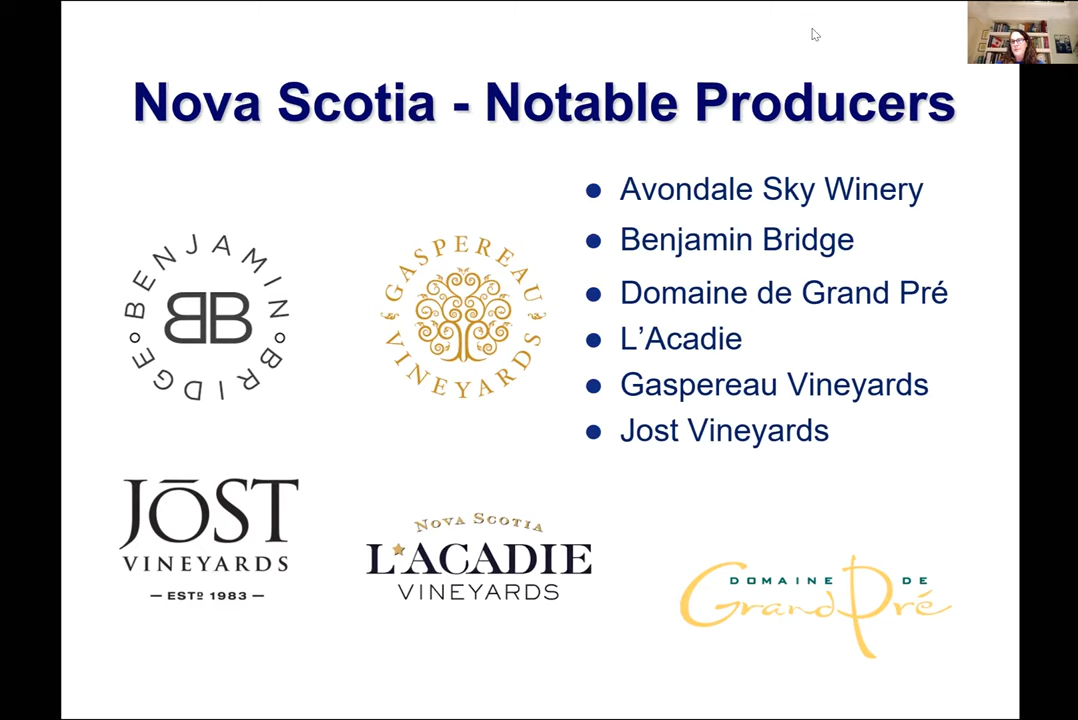 Nova Scotia - Notable Producers
Avondale Sky Winery
Benjamin Bridge
Domaine de Grand Pré
L’Acadie
Gaspereau Vineyards
Jost Vineyards
BENJAMIN
BB
BRIDGE
GASPEREAU
VINEYARDS
JŌST
VINEYARDS
— ESTº 1983 —
NOVA SCOTIA
L'ACADIE
VINEYARDS
DOMAINE DE
Grand Pré